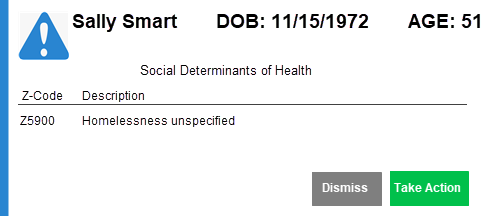 Sally Smart DOB: 11/15/1972 AGE: 51
Social Determinants of Health
Z-Code Description
Z5900 Homelessness unspecified
Dismiss Take Action